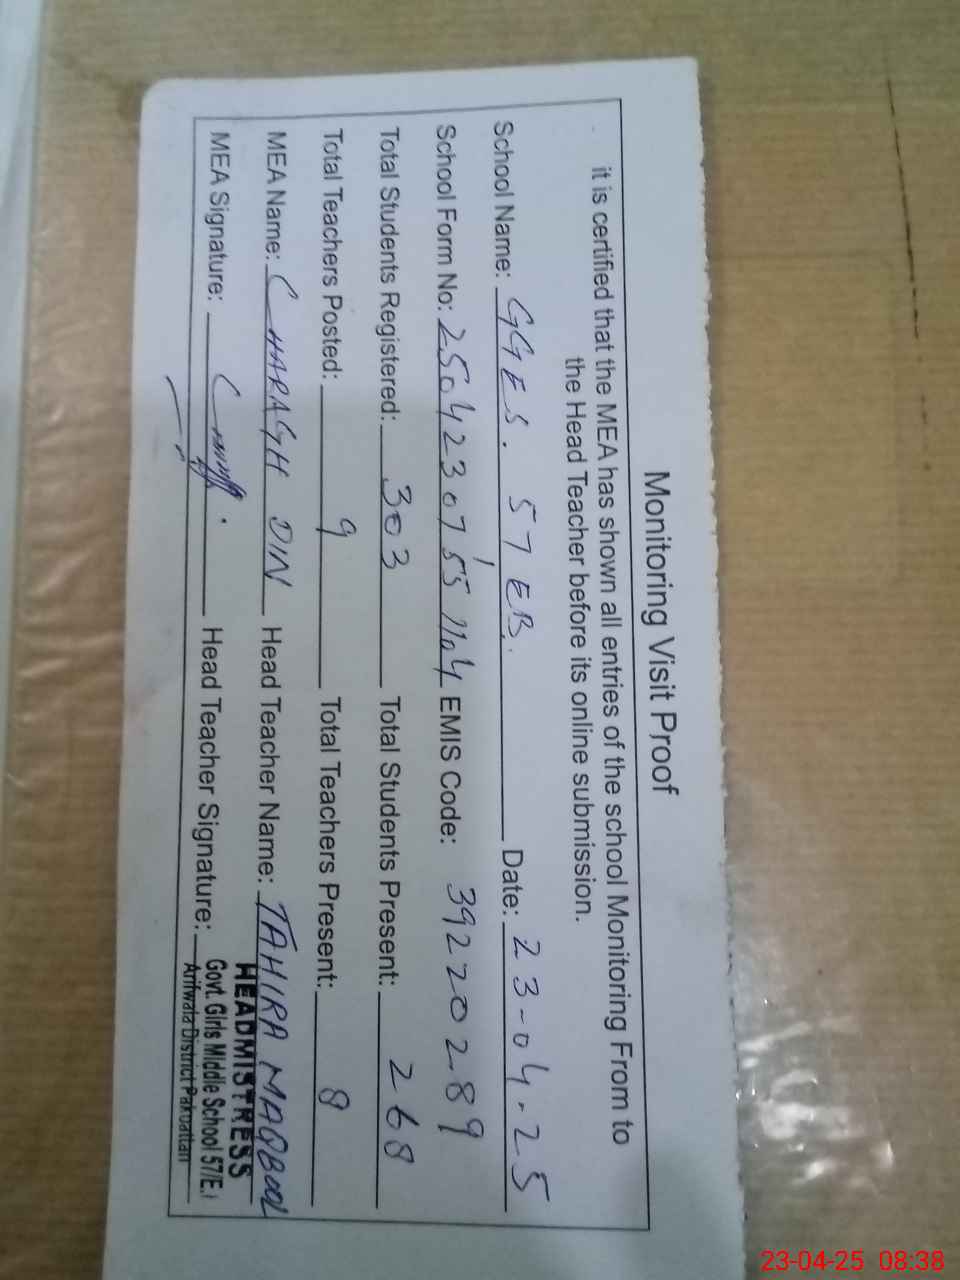 Monitoring Visit Proof
it is certified that the MEA has shown all entries of the school Monitoring From to
the Head Teacher before its online submission.
School Name: GGES. 57 EB. Date: 23-04-25
School Form No: 2504230755 1104 EMIS Code: 39220289
Total Students Registered: 303 Total Students Present: 268
Total Teachers Posted: 9 Total Teachers Present: 8
MEA Name: CHARAGH DIN Head Teacher Name: TAHIRA MAQBOOL
MEA Signature: Head Teacher Signature:
HEADMISTRESS
Govt. Girls Middle School 57/E.
Arifwala District Pakpattan
23-04-25 08:38